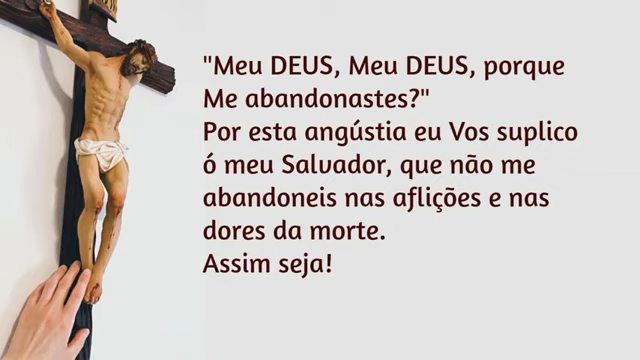 "Meu DEUS, Meu DEUS, porque
Me abandonastes?"
Por esta angústia eu Vos suplico
ó meu Salvador, que não me
abandoneis nas aflições e nas
dores da morte.
Assim seja!